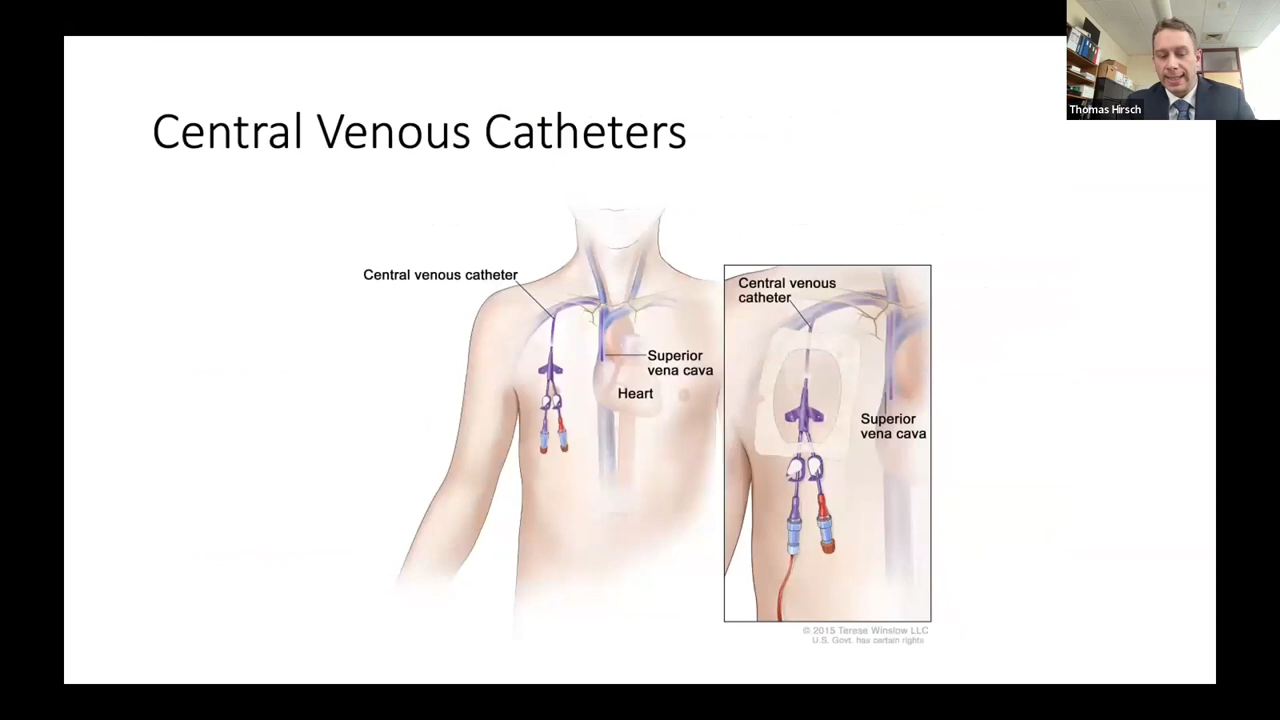 Thomas Hirsch
Central Venous Catheters
Central venous catheter
Superior
vena cava
Heart
Central venous
catheter
Superior
vena cava
© 2015 Terese Winslow LLC
U.S. Govt. has certain rights